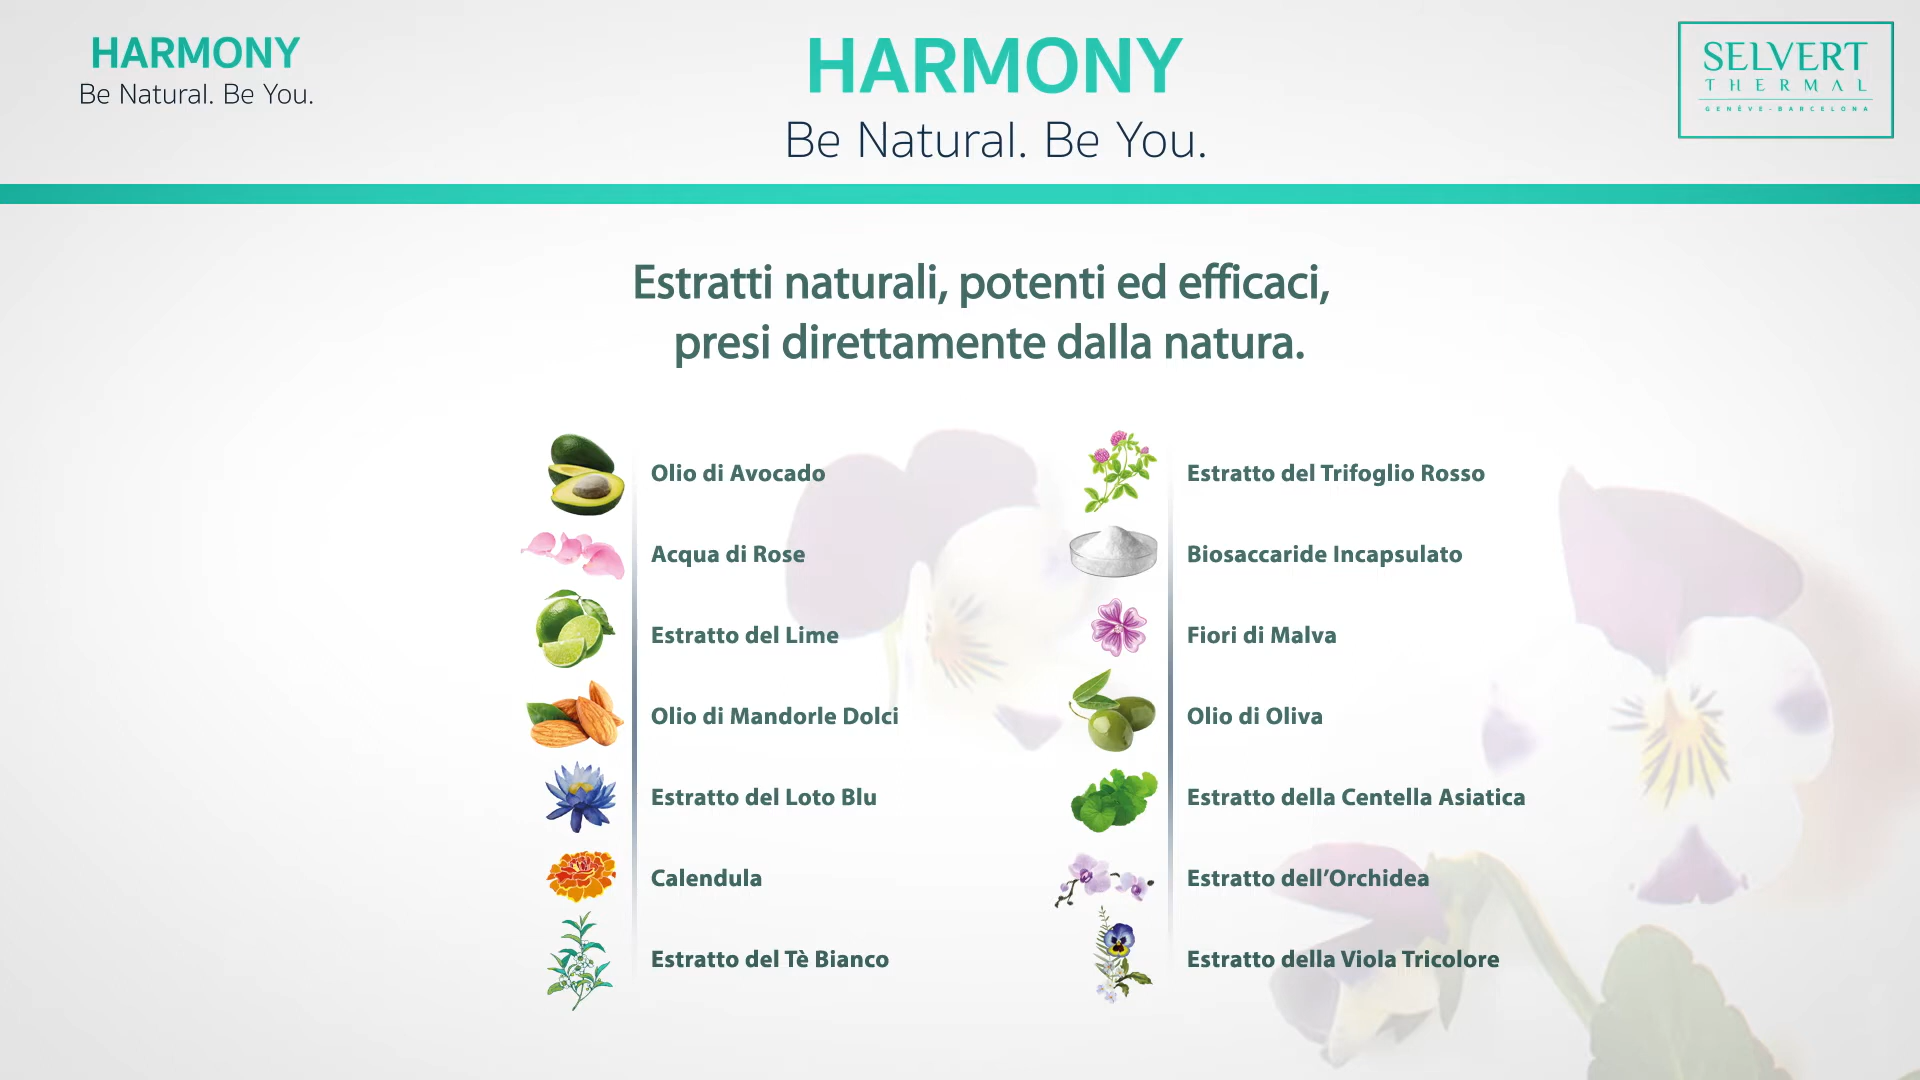 HARMONY
Be Natural. Be You.
HARMONY
Be Natural. Be You.
SELVERT
THERMAL
GENÈVE-BARCELONA
Estratti naturali, potenti ed efficaci,
presi direttamente dalla natura.
Olio di Avocado
Acqua di Rose
Estratto del Lime
Olio di Mandorle Dolci
Estratto del Loto Blu
Calendula
Estratto del Tè Bianco
Estratto del Trifoglio Rosso
Biosaccaride Incapsulato
Fiori di Malva
Olio di Oliva
Estratto della Centella Asiatica
Estratto dell’Orchidea
Estratto della Viola Tricolore